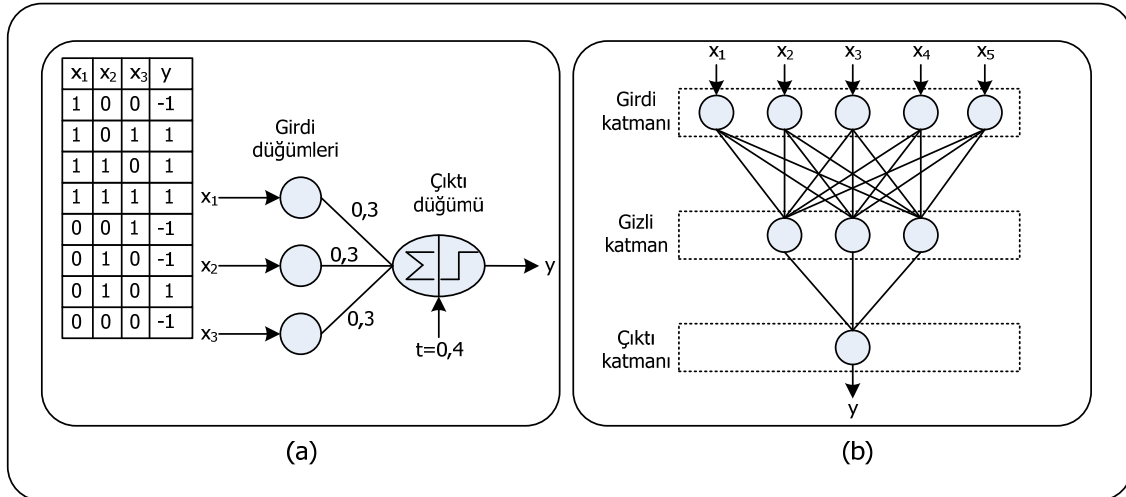 x₁ x₂ x₃ y
1 0 0 -1
1 0 1 1
1 1 0 1
1 1 1 1
0 0 1 -1
0 1 0 -1
0 1 0 1
0 0 0 -1
Girdi
düğümleri
x₁
x₂
x₃
0,3
0,3
0,3
Çıktı
düğümü
t=0,4
y
(a)
x₁ x₂ x₃ x₄ x₅
Girdi
katmanı
Gizli
katman
Çıktı
katmanı
y
(b)